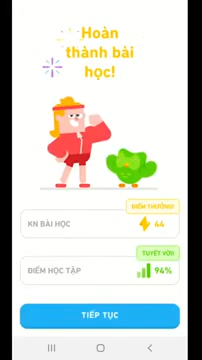 Hoàn
thành bài
học!
ĐIỂM THƯỞNG!
KN BÀI HỌC
44
TUYỆT VỜI!
ĐIỂM HỌC TẬP
94%
TIẾP TỤC